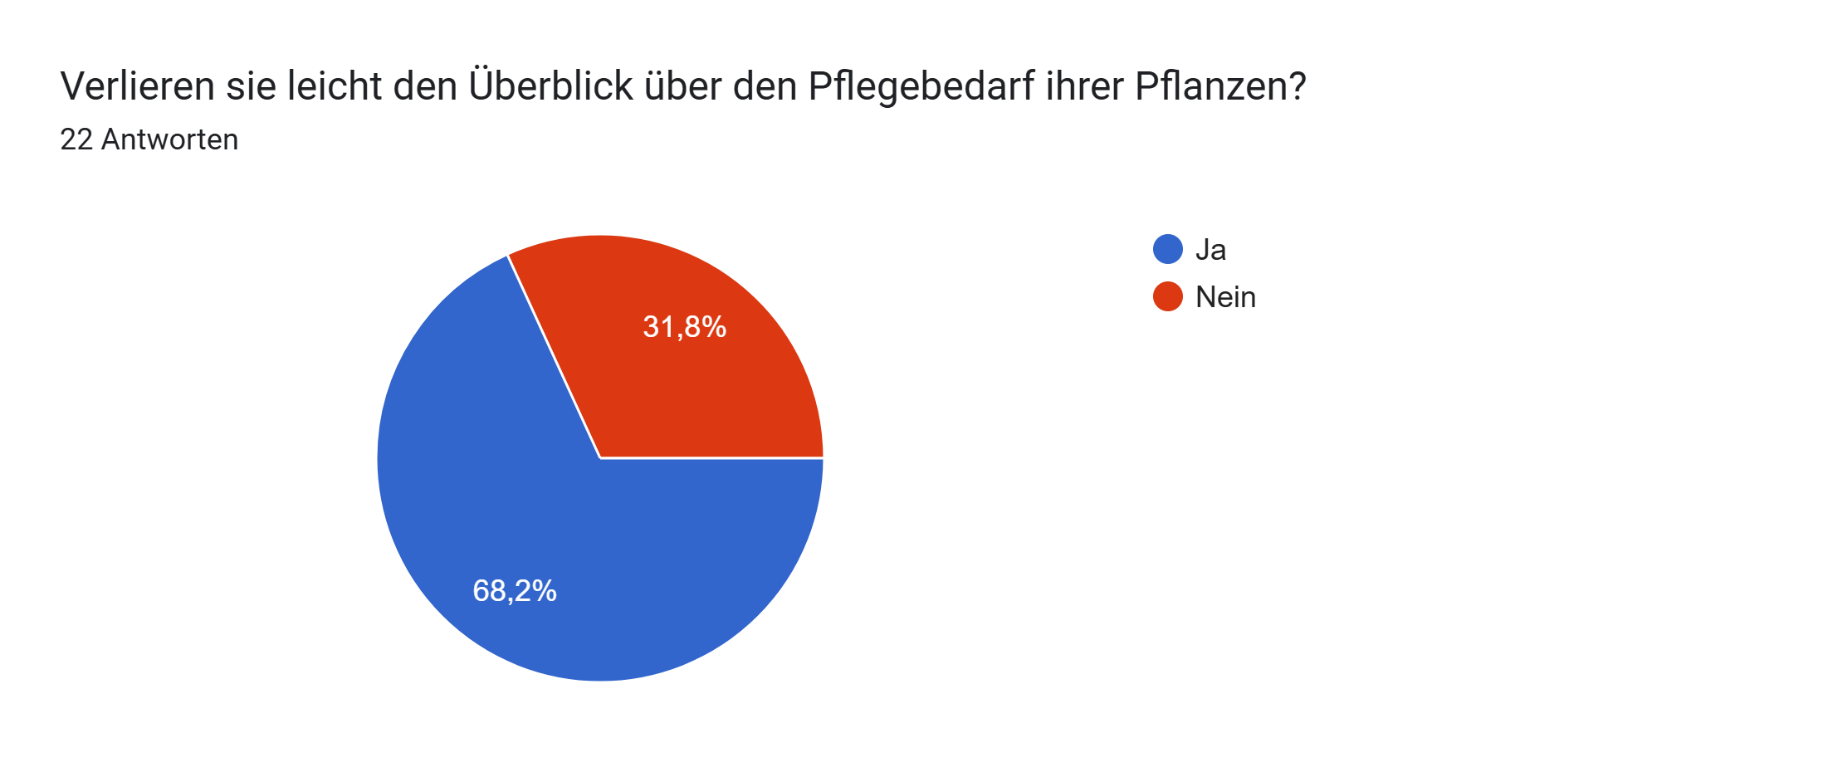 Verlieren sie leicht den Überblick über den Pflegebedarf ihrer Pflanzen?
22 Antworten
Ja
Nein
31,8%
68,2%